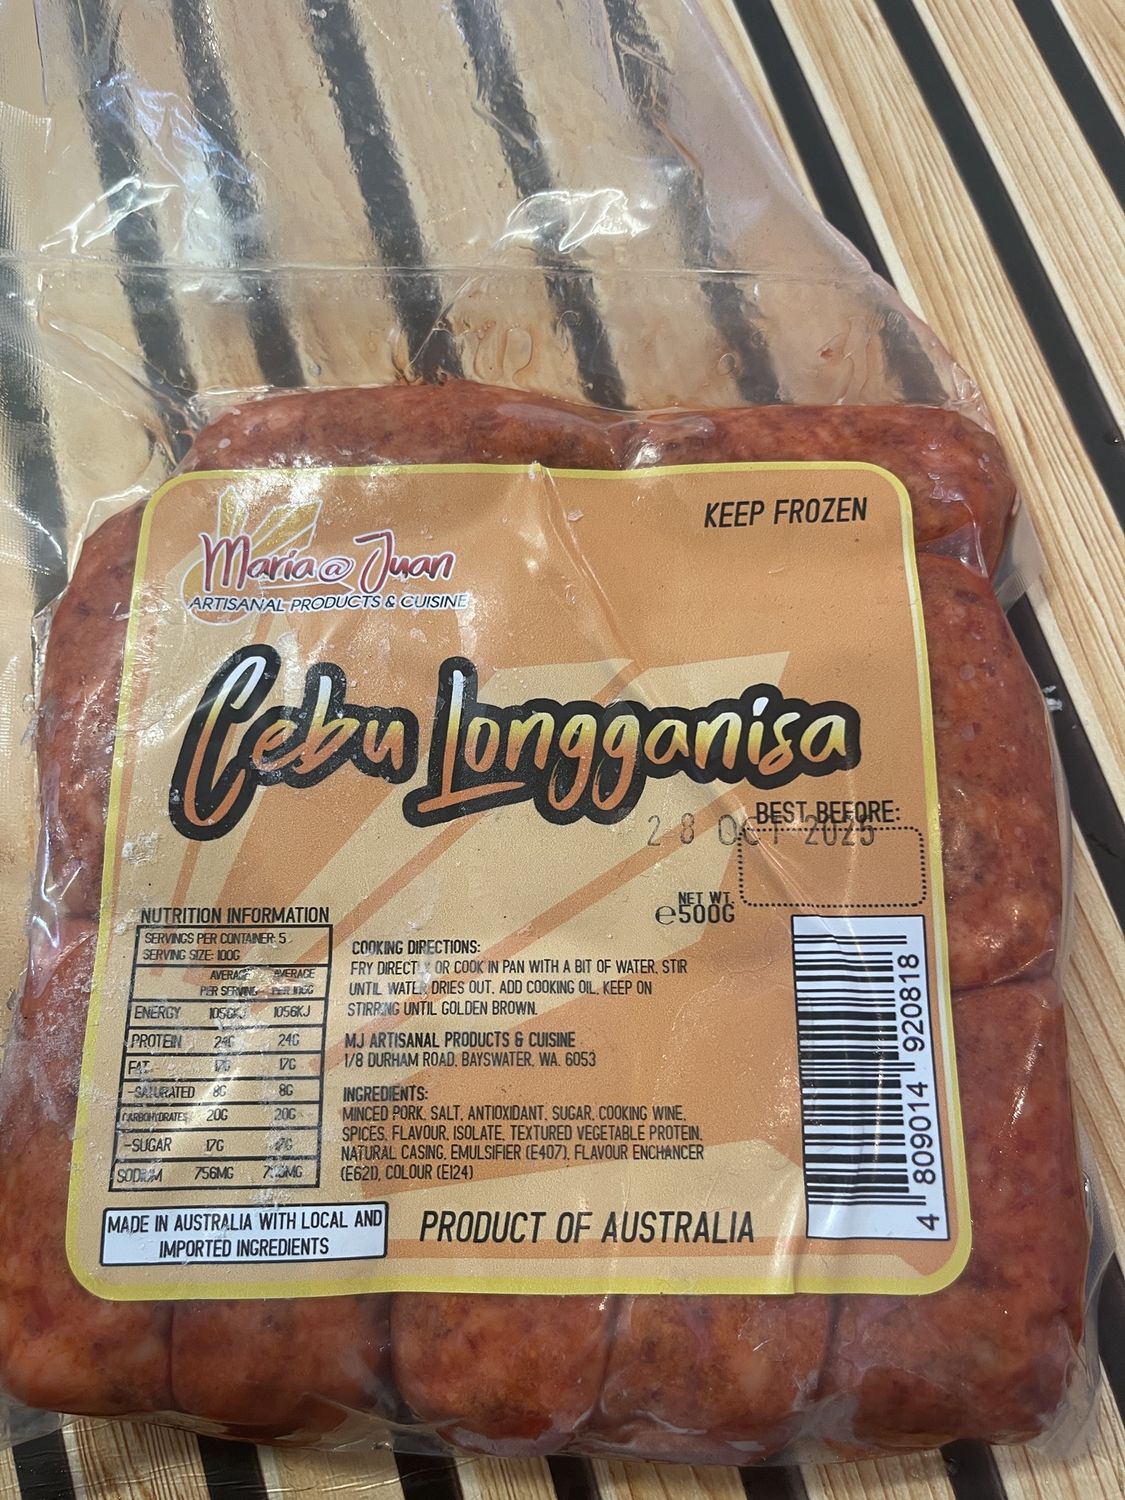 KEEP FROZEN
Maria @ Juan
ARTISANAL PRODUCTS & CUISINE
Cebu Longganisa
BEST BEFORE:
28 OCT 2025
NET WT.
e500G
NUTRITION INFORMATION
SERVINGS PER CONTAINER: 5
SERVING SIZE: 100G
AVERAGE AVERAGE
PER SERVING PER 100G
ENERGY 1056KJ 1056KJ
PROTEIN 24G 24G
FAT 17G 17G
-SATURATED 8G 8G
CARBOHYDRATES 20G 20G
-SUGAR 17G 17G
SODIUM 756MG 756MG
COOKING DIRECTIONS:
FRY DIRECTLY OR COOK IN PAN WITH A BIT OF WATER, STIR
UNTIL WATER DRIES OUT. ADD COOKING OIL, KEEP ON
STIRRING UNTIL GOLDEN BROWN.
MJ ARTISANAL PRODUCTS & CUISINE
1/8 DURHAM ROAD, BAYSWATER, WA. 6053
INGREDIENTS:
MINCED PORK, SALT, ANTIOXIDANT, SUGAR, COOKING WINE,
SPICES, FLAVOUR, ISOLATE, TEXTURED VEGETABLE PROTEIN,
NATURAL CASING, EMULSIFIER (E407), FLAVOUR ENCHANCER
(E621), COLOUR (E124)
MADE IN AUSTRALIA WITH LOCAL AND
IMPORTED INGREDIENTS
PRODUCT OF AUSTRALIA
4 809014 920818